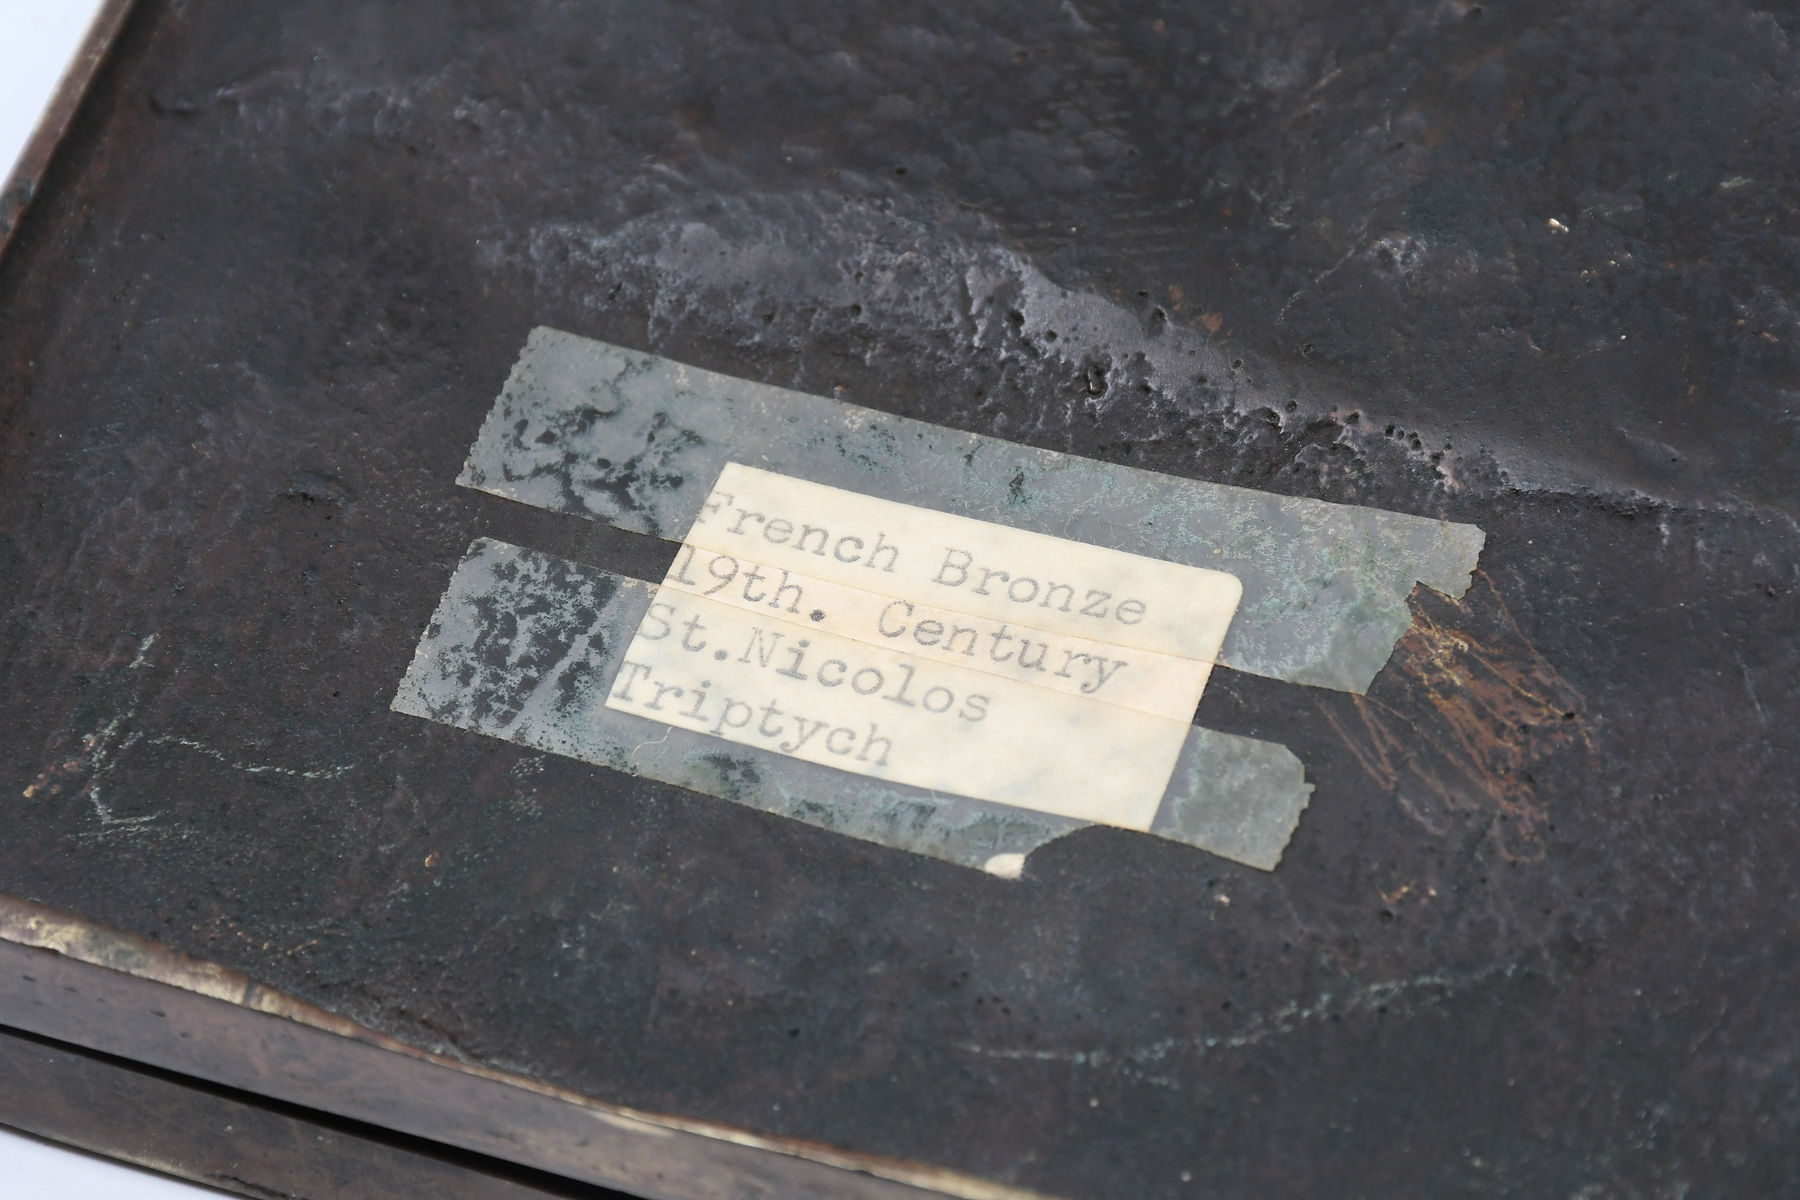 French Bronze
19th. Century
St.Nicolos
Triptych